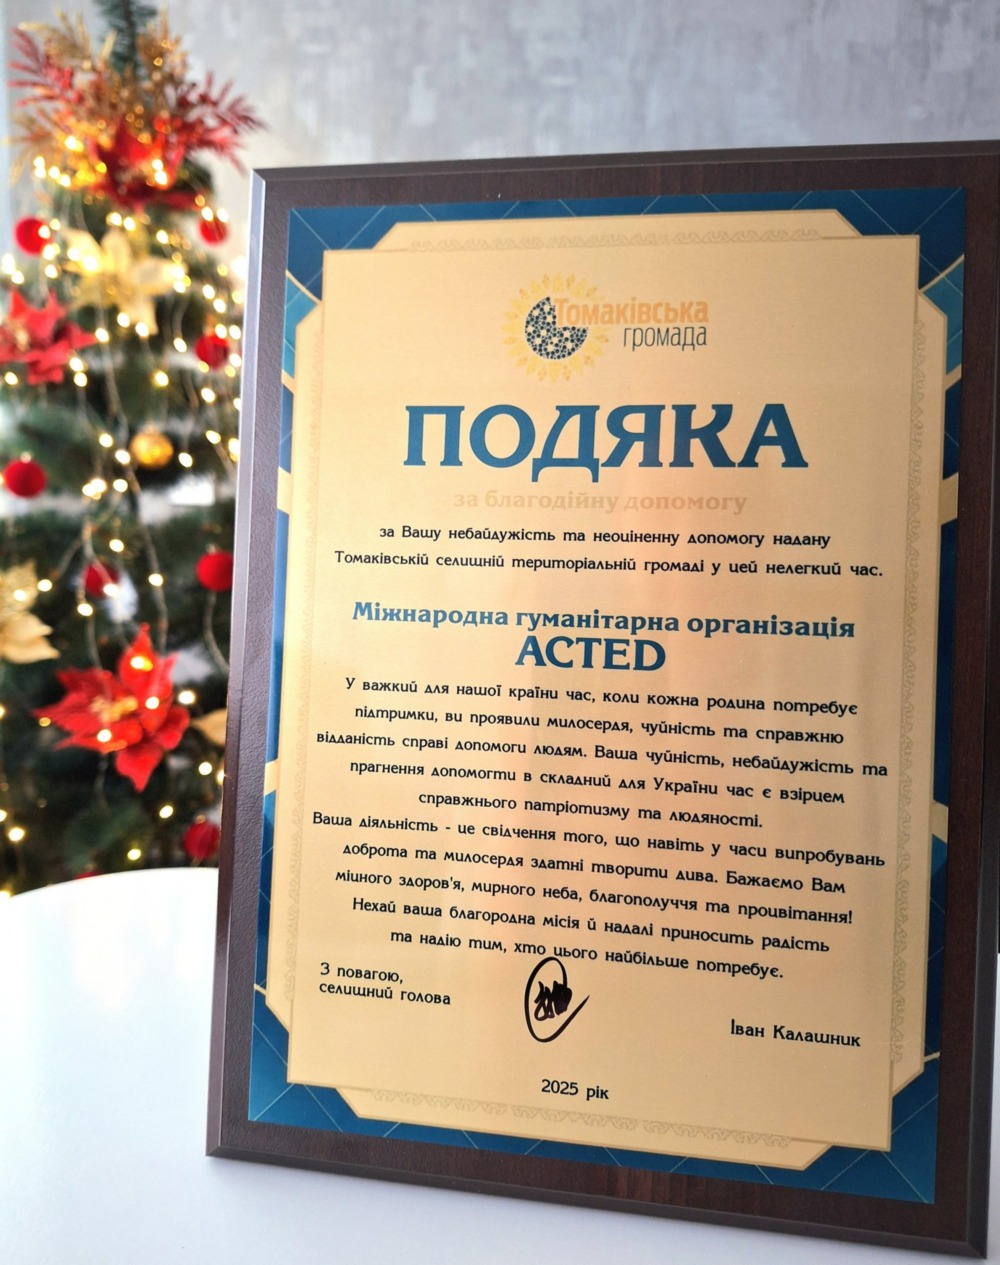 Томаківська
громада
ПОДЯКА
за благодійну допомогу
за Вашу небайдужість та неоціненну допомогу надану
Томаківській селищній територіальній громаді у цей нелегкий час.
Міжнародна гуманітарна організація
ACTED
У важкий для нашої країни час, коли кожна родина потребує
підтримки, ви проявили милосердя, чуйність та справжню
відданість справі допомоги людям. Ваша чуйність, небайдужість та
прагнення допомогти в складний для України час є взірцем
справжнього патріотизму та людяності.
Ваша діяльність - це свідчення того, що навіть у часи випробувань
доброта та милосердя здатні творити дива. Бажаємо Вам
міцного здоров'я, мирного неба, благополуччя та процвітання!
Нехай ваша благородна місія й надалі приносить радість
та надію тим, хто цього найбільше потребує.
З повагою,
селищний голова
Іван Калашник
2025 рік